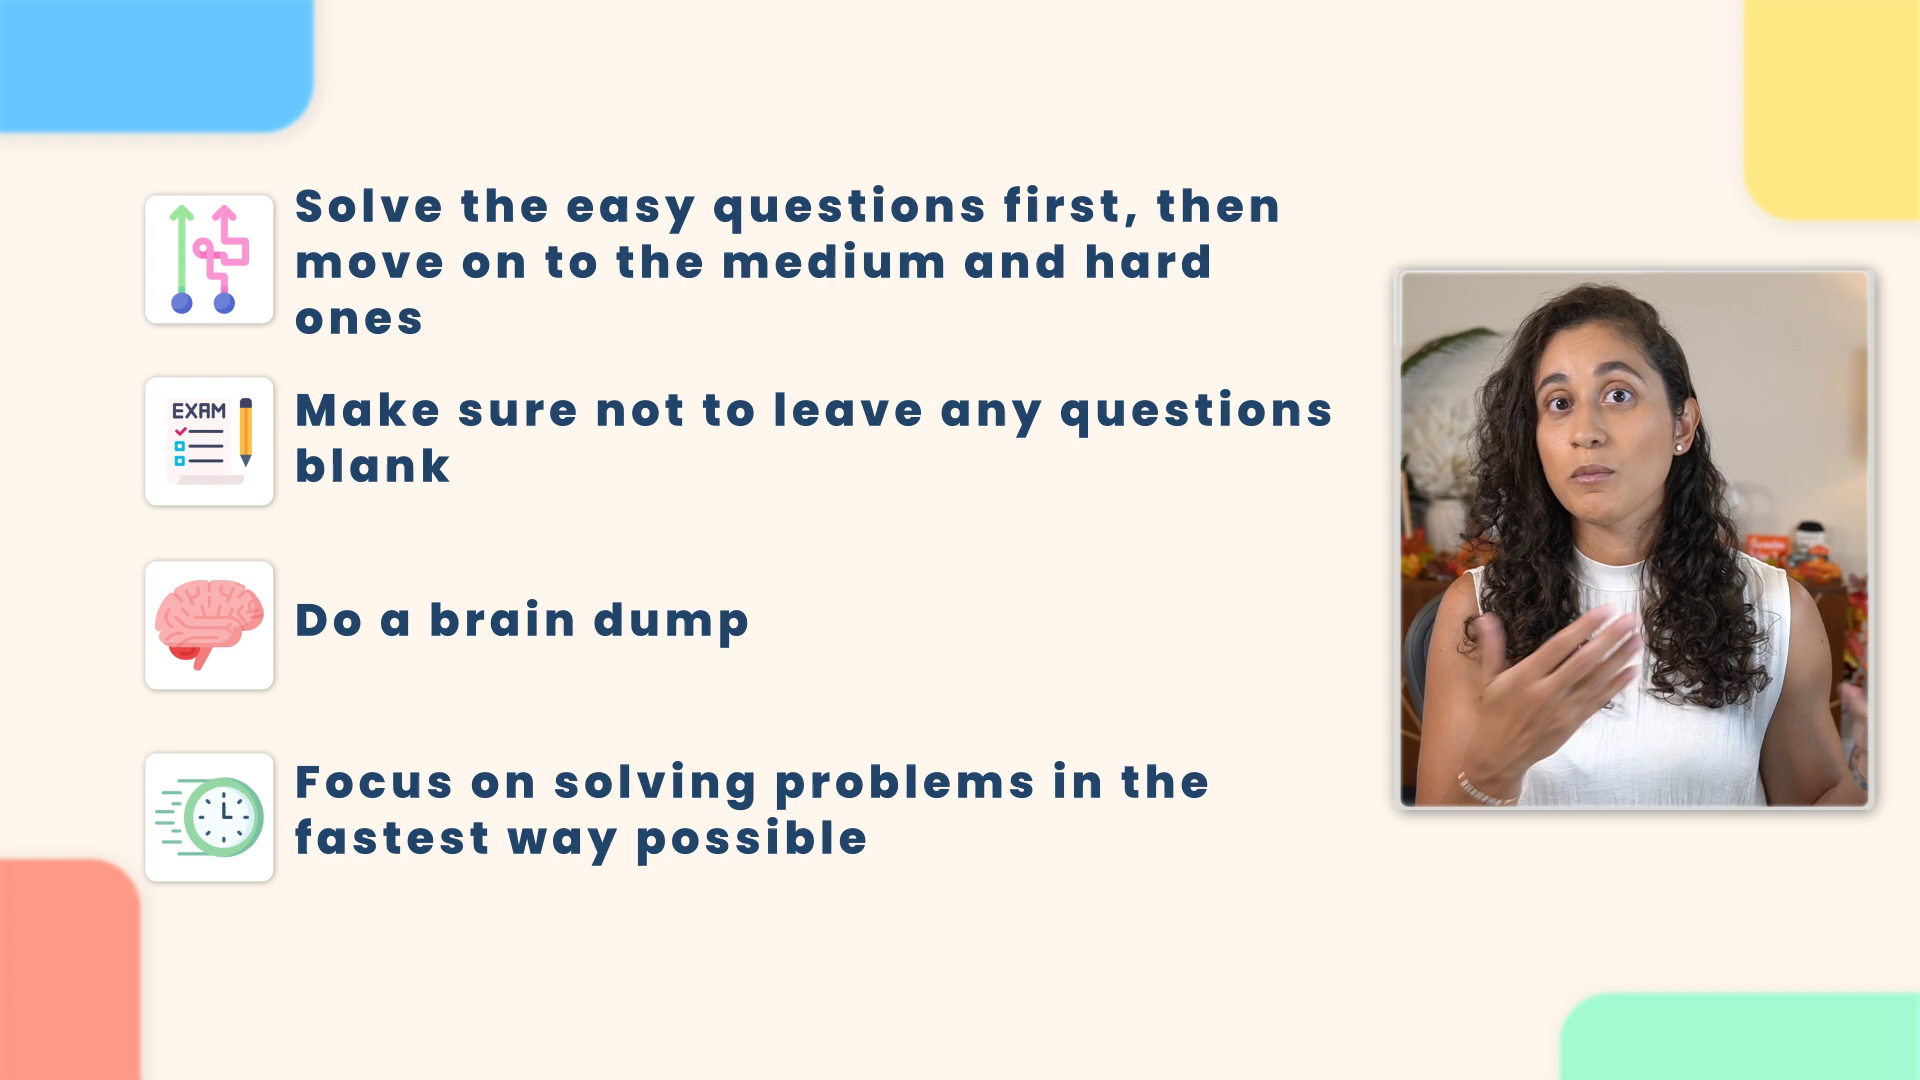 Solve the easy questions first, then
move on to the medium and hard
ones
EXAM
Make sure not to leave any questions
blank
Do a brain dump
Focus on solving problems in the
fastest way possible